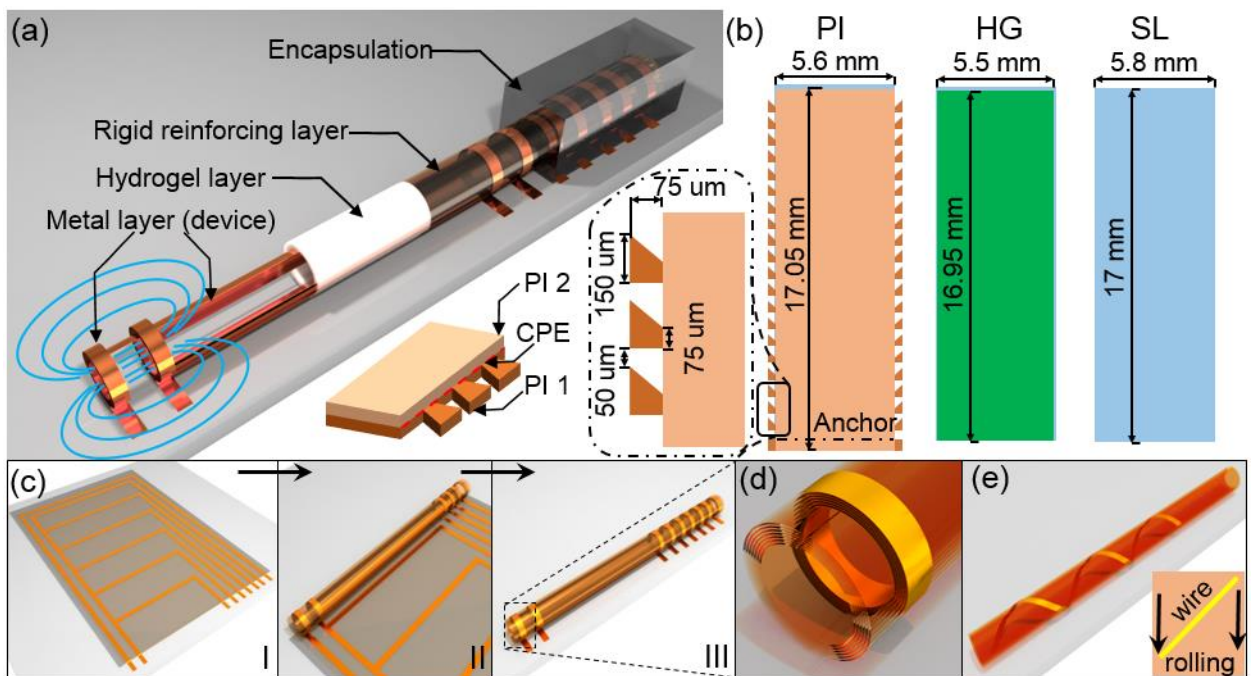 (a)
Encapsulation
Rigid reinforcing layer
Hydrogel layer
Metal layer (device)
PI 2
CPE
PI 1
(b)
PI
HG
SL
5.6 mm
5.5 mm
5.8 mm
75 um
150 um
50 um
75 um
17.05 mm
Anchor
16.95 mm
17 mm
(c)
I
II
III
(d)
(e)
wire
rolling